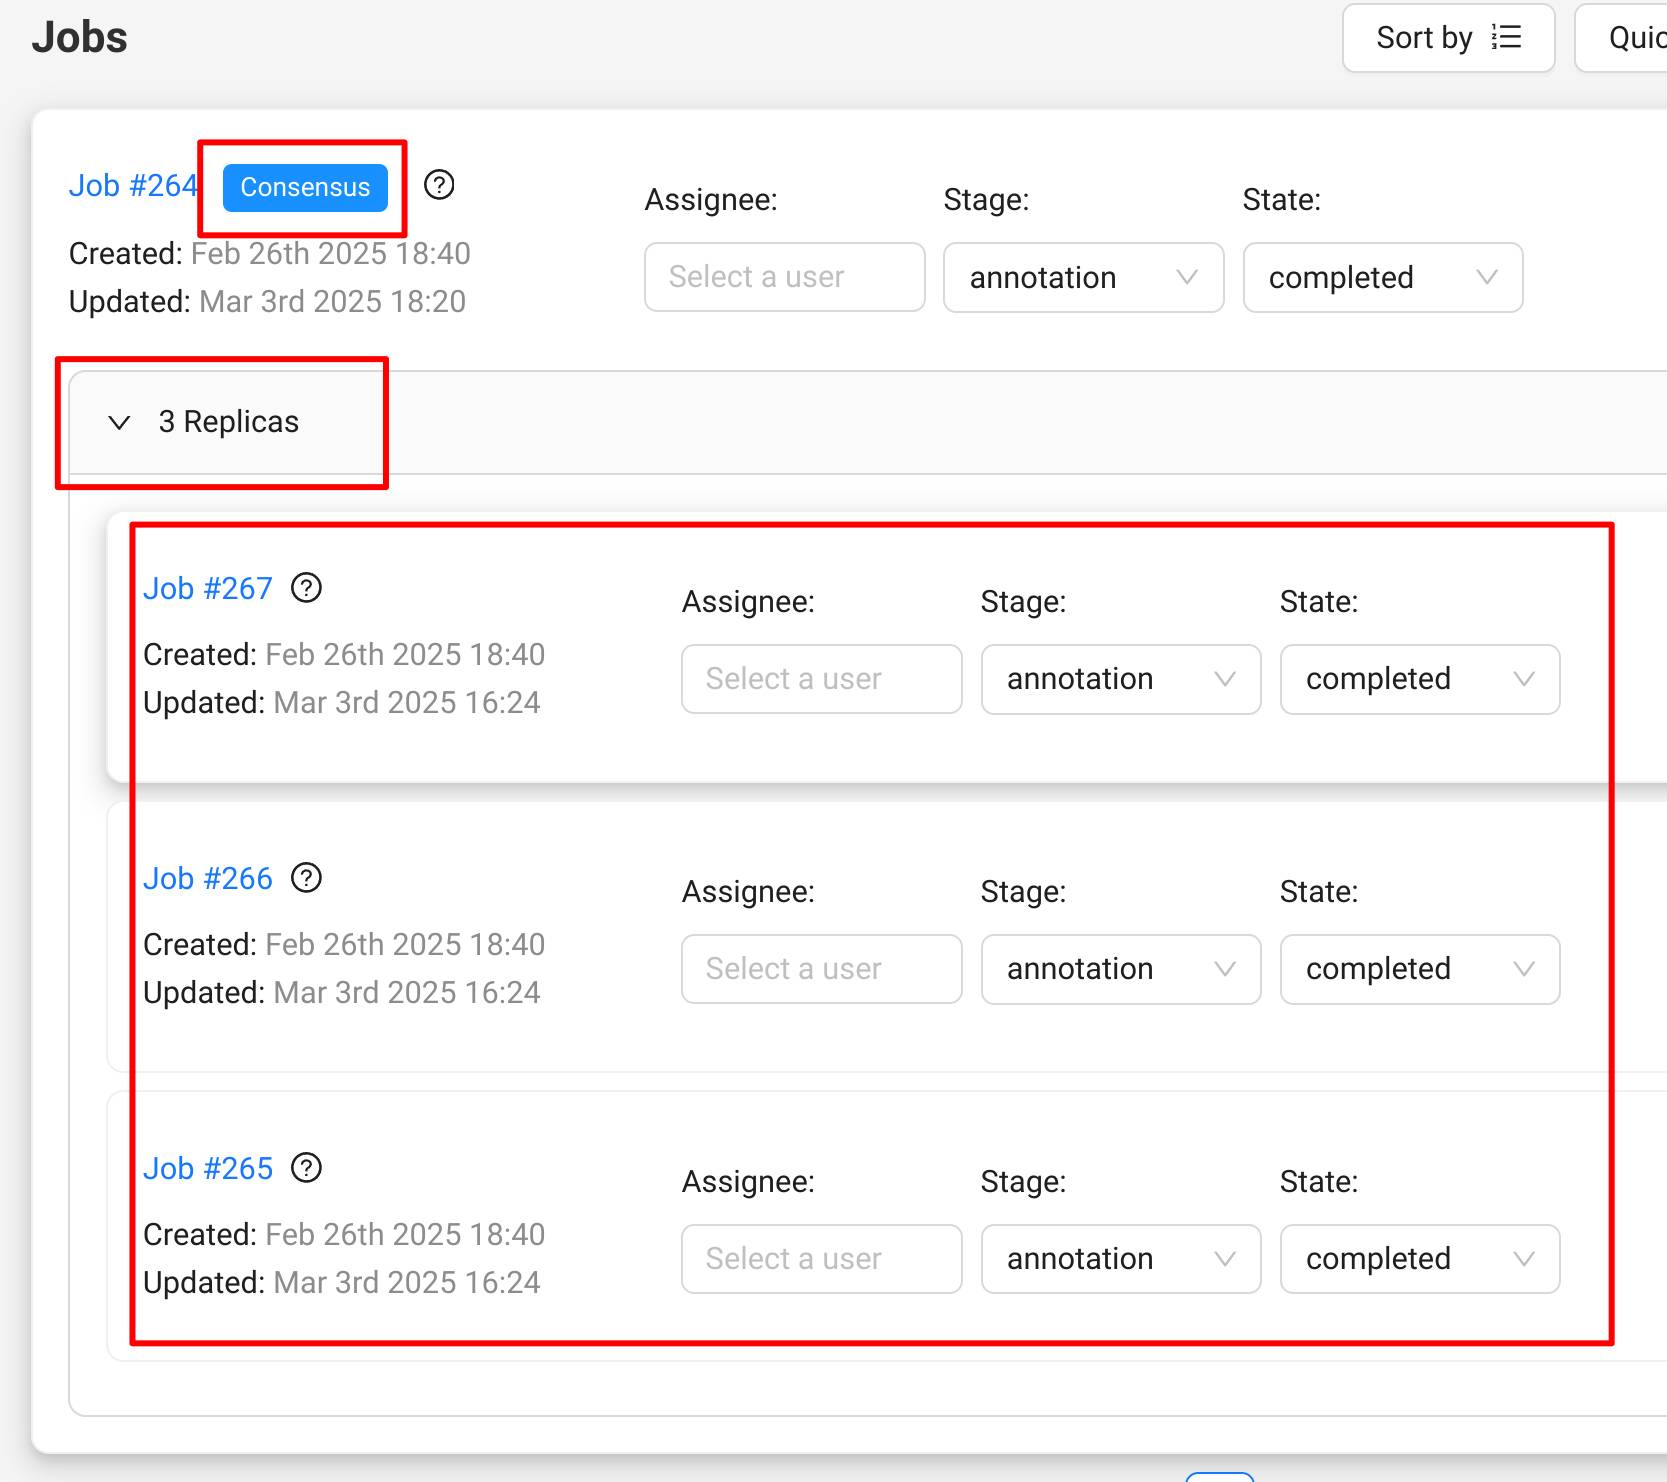 Jobs
Sort by
Quic
Job #264 Consensus
Created: Feb 26th 2025 18:40
Updated: Mar 3rd 2025 18:20
Assignee: Stage: State:
Select a user annotation completed
3 Replicas
Job #267
Created: Feb 26th 2025 18:40
Updated: Mar 3rd 2025 16:24
Assignee: Stage: State:
Select a user annotation completed
Job #266
Created: Feb 26th 2025 18:40
Updated: Mar 3rd 2025 16:24
Assignee: Stage: State:
Select a user annotation completed
Job #265
Created: Feb 26th 2025 18:40
Updated: Mar 3rd 2025 16:24
Assignee: Stage: State:
Select a user annotation completed